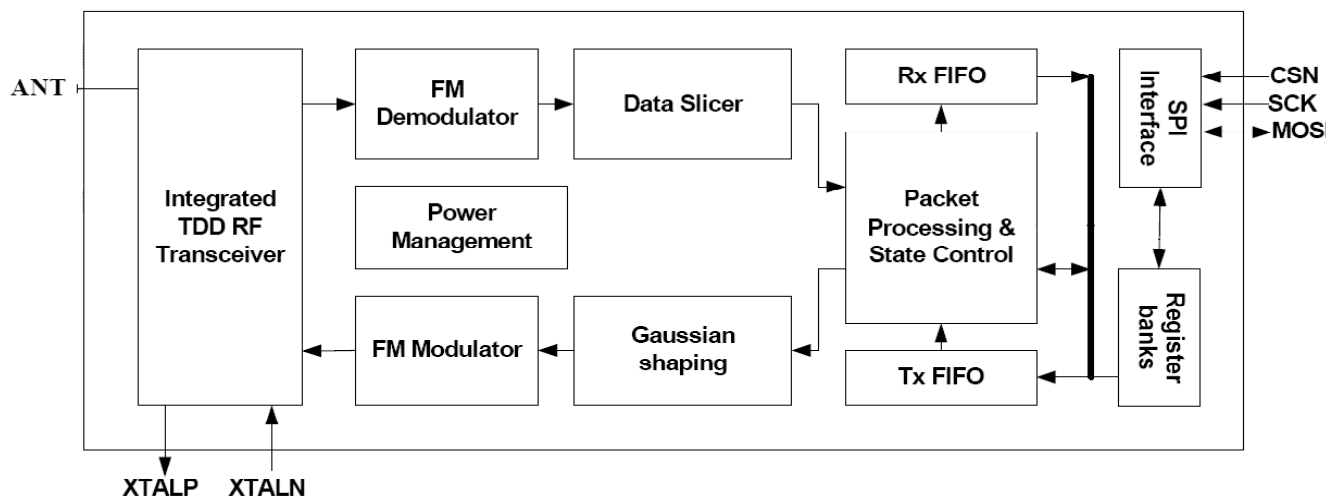 ANT
Integrated
TDD RF
Transceiver
FM
Demodulator
Data Slicer
Power
Management
FM Modulator
Gaussian
shaping
Rx FIFO
Packet
Processing &
State Control
Tx FIFO
SPI
Interface
Register
banks
CSN
SCK
MOSI
XTALP
XTALN